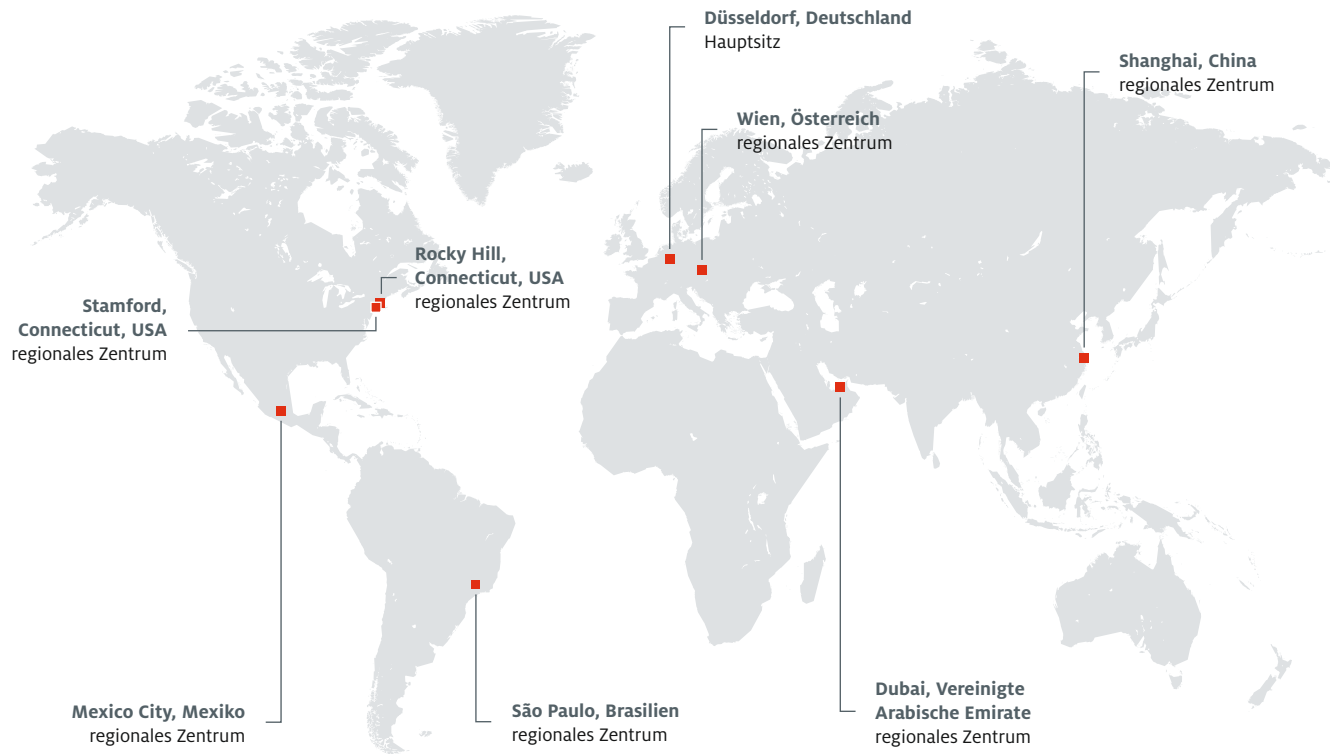 Düsseldorf, Deutschland
Hauptsitz
Shanghai, China
regionales Zentrum
Wien, Österreich
regionales Zentrum
Rocky Hill,
Connecticut, USA
regionales Zentrum
Stamford,
Connecticut, USA
regionales Zentrum
Mexico City, Mexiko
regionales Zentrum
São Paulo, Brasilien
regionales Zentrum
Dubai, Vereinigte
Arabische Emirate
regionales Zentrum